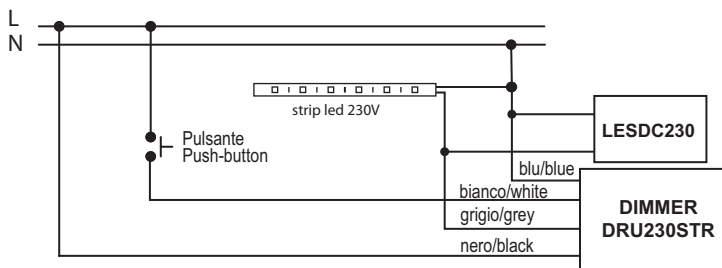 L
N
strip led 230V
LESDC230
Pulsante
Push-button
blu/blue
bianco/white
grigio/grey
nero/black
DIMMER
DRU230STR